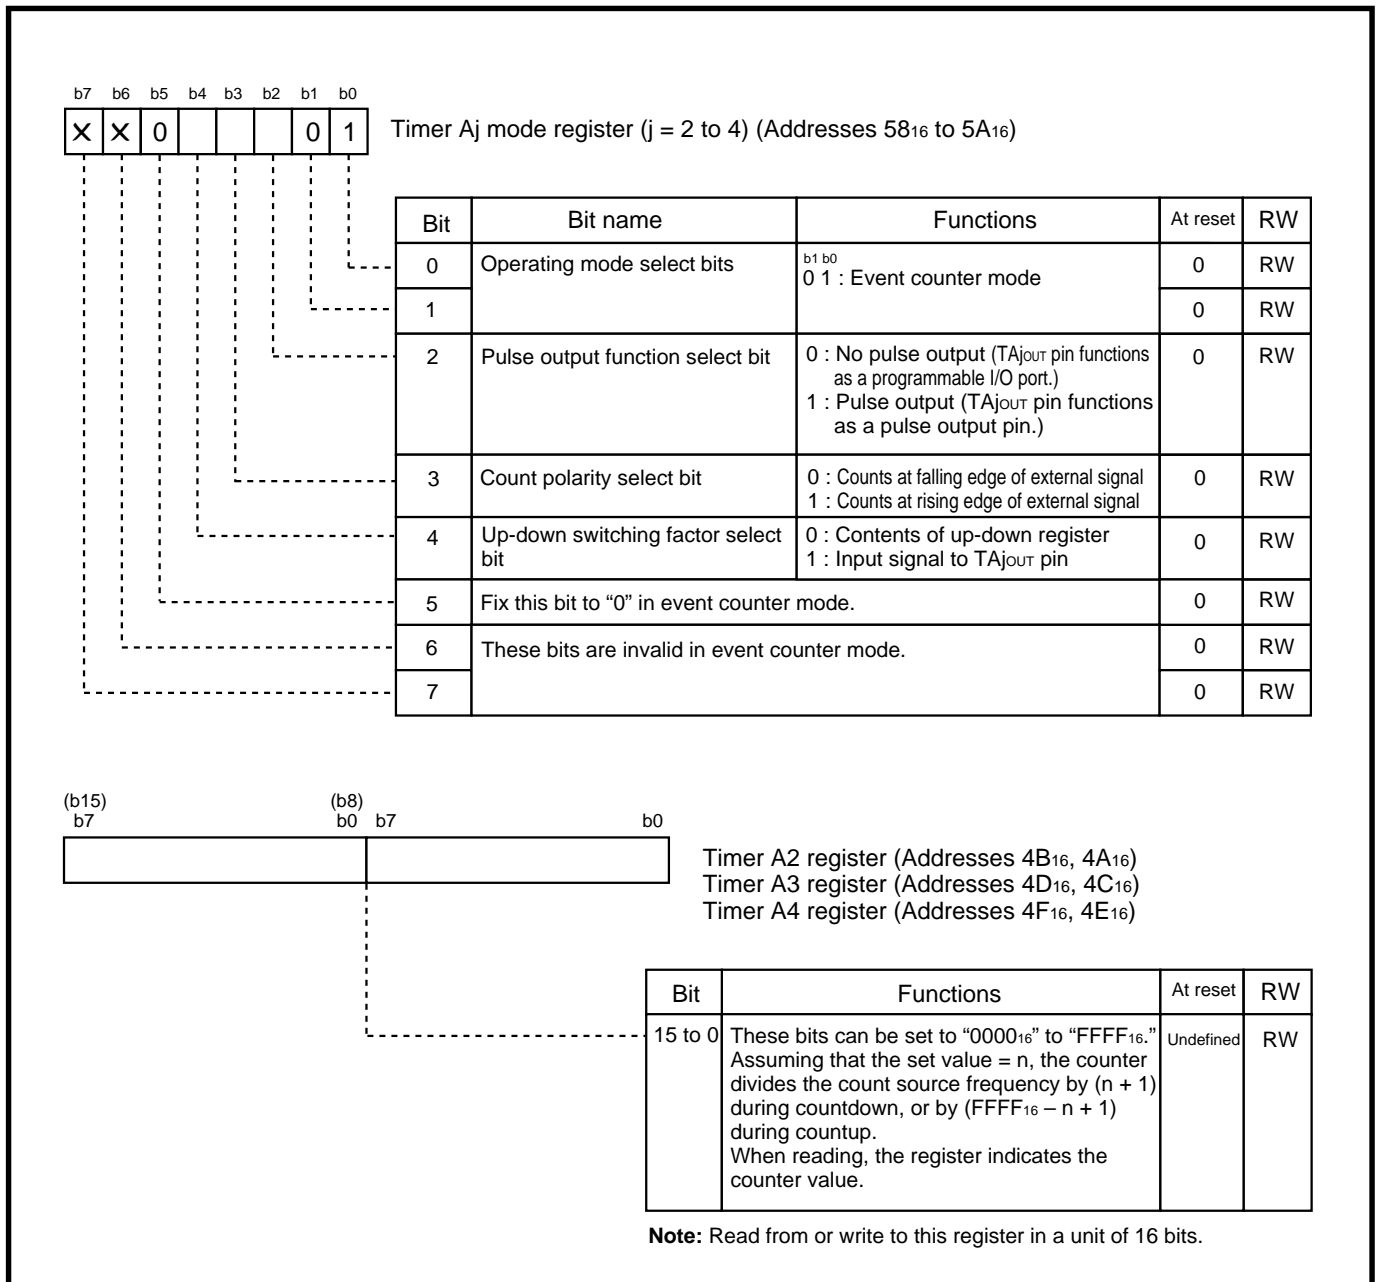 b7 b6 b5 b4 b3 b2 b1 b0
X X 0 0 1
Timer Aj mode register (j = 2 to 4) (Addresses 5816 to 5A16)
Bit Bit name Functions At reset RW
0 Operating mode select bits b1 b0 0 RW
0 1 : Event counter mode
1 0 RW
2 Pulse output function select bit 0 : No pulse output (TAjOUT pin functions 0 RW
as a programmable I/O port.)
1 : Pulse output (TAjOUT pin functions
as a pulse output pin.)
3 Count polarity select bit 0 : Counts at falling edge of external signal 0 RW
1 : Counts at rising edge of external signal
4 Up-down switching factor select 0 : Contents of up-down register 0 RW
bit 1 : Input signal to TAjOUT pin
5 Fix this bit to “0” in event counter mode. 0 RW
6 These bits are invalid in event counter mode. 0 RW
7 0 RW
(b15) (b8)
b7 b0 b7 b0
Timer A2 register (Addresses 4B16, 4A16)
Timer A3 register (Addresses 4D16, 4C16)
Timer A4 register (Addresses 4F16, 4E16)
Bit Functions At reset RW
15 to 0 These bits can be set to “000016” to “FFFF16.” Undefined RW
Assuming that the set value = n, the counter
divides the count source frequency by (n + 1)
during countdown, or by (FFFF16 – n + 1)
during countup.
When reading, the register indicates the
counter value.
Note: Read from or write to this register in a unit of 16 bits.